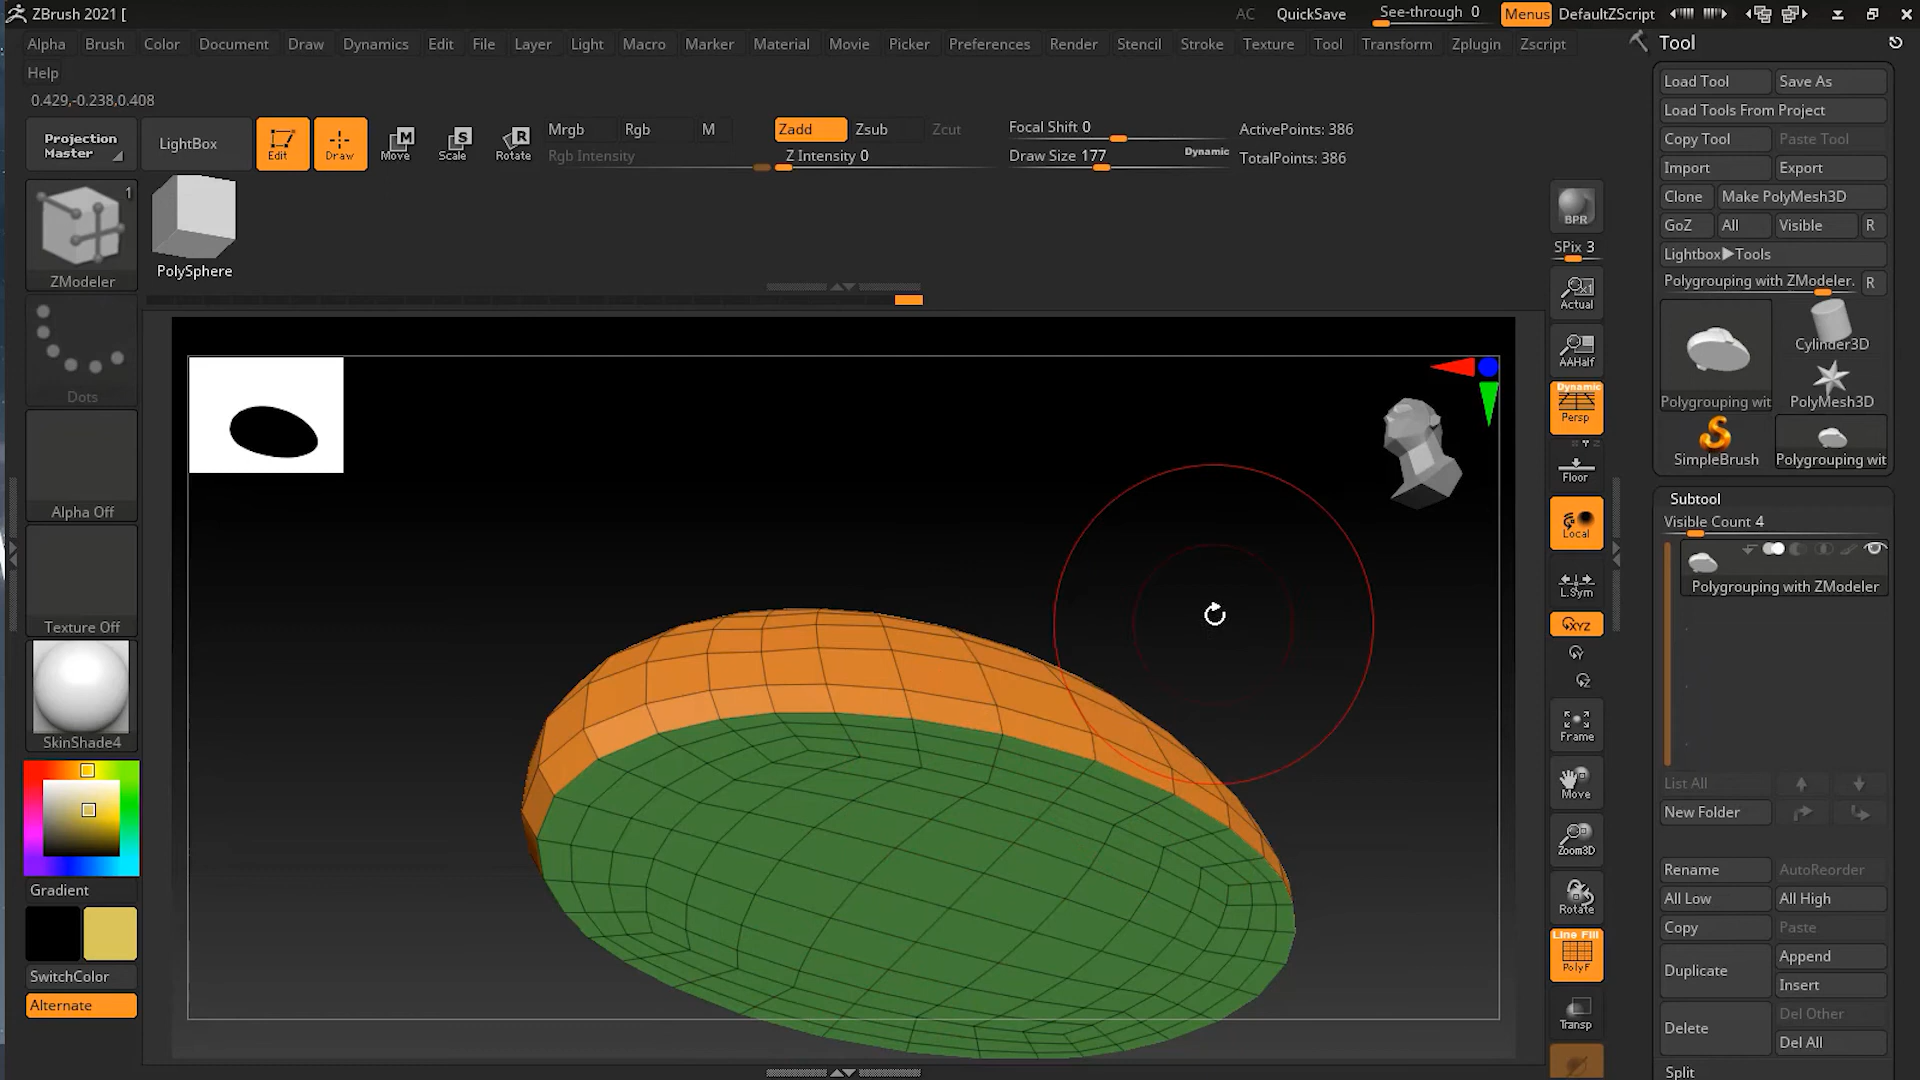 ZBrush 2021 [
AC QuickSave See-through 0 Menus DefaultZScript
Alpha Brush Color Document Draw Dynamics Edit File Layer Light Macro Marker Material Movie Picker Preferences Render Stencil Stroke Texture Tool Transform Zplugin Zscript
Help
0.429,-0.238,0.408
Projection
Master
LightBox
Edit
Draw
Move
M
Scale
S
Rotate
R
Mrgb Rgb M
Rgb Intensity
Zadd Zsub Zcut
Z Intensity 0
Focal Shift 0
Draw Size 177 Dynamic
ActivePoints: 386
TotalPoints: 386
1
ZModeler
PolySphere
Dots
Alpha Off
Texture Off
SkinShade4
Gradient
SwitchColor
Alternate
BPR
SPix 3
x1
Actual
AAHalf
Dynamic
Persp
Floor
Local
L.Sym
XYZ
Y
Z
Frame
Move
Zoom3D
Rotate
Line Fill
PolyF
Transp
Tool
Load Tool Save As
Load Tools From Project
Copy Tool Paste Tool
Import Export
Clone Make PolyMesh3D
GoZ All Visible R
Lightbox▶Tools
Polygrouping with ZModeler. R
Polygrouping wit
Cylinder3D
PolyMesh3D
SimpleBrush
Polygrouping wit
Subtool
Visible Count 4
Polygrouping with ZModeler
List All
New Folder
Rename AutoReorder
All Low All High
Copy Paste
Duplicate Append
Insert
Delete Del Other
Del All
Split